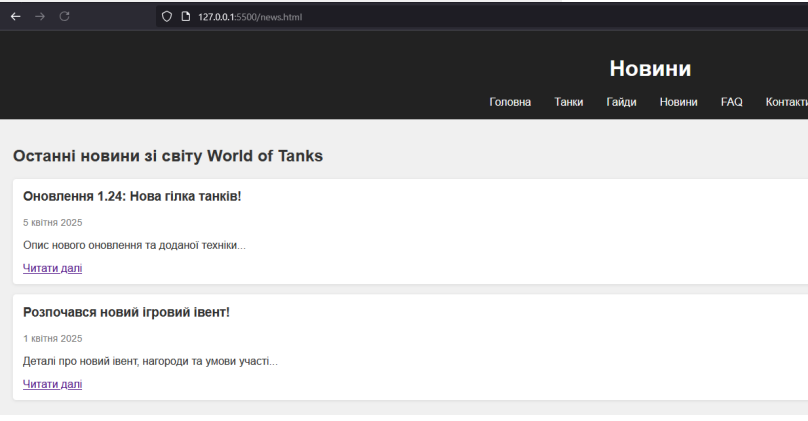 127.0.0.1:5500/news.html
Новини
Головна Танки Гайди Новини FAQ Контакти
Останні новини зі світу World of Tanks
Оновлення 1.24: Нова гілка танків!
5 квітня 2025
Опис нового оновлення та доданої техніки...
Читати далі
Розпочався новий ігровий івент!
1 квітня 2025
Деталі про новий івент, нагороди та умови участі...
Читати далі